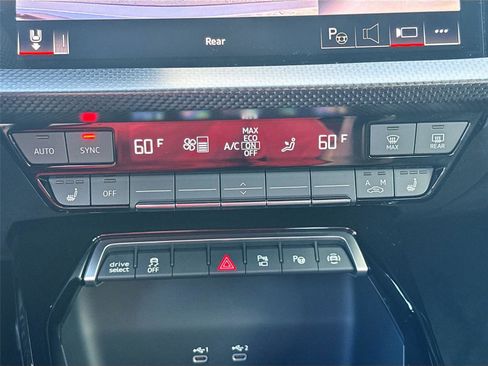 Rear
P
AUTO
SYNC
60 F
A/C
MAX
ECO
ON
OFF
60 F
MAX
REAR
OFF
A M
drive
select
OFF
P
P
1
2